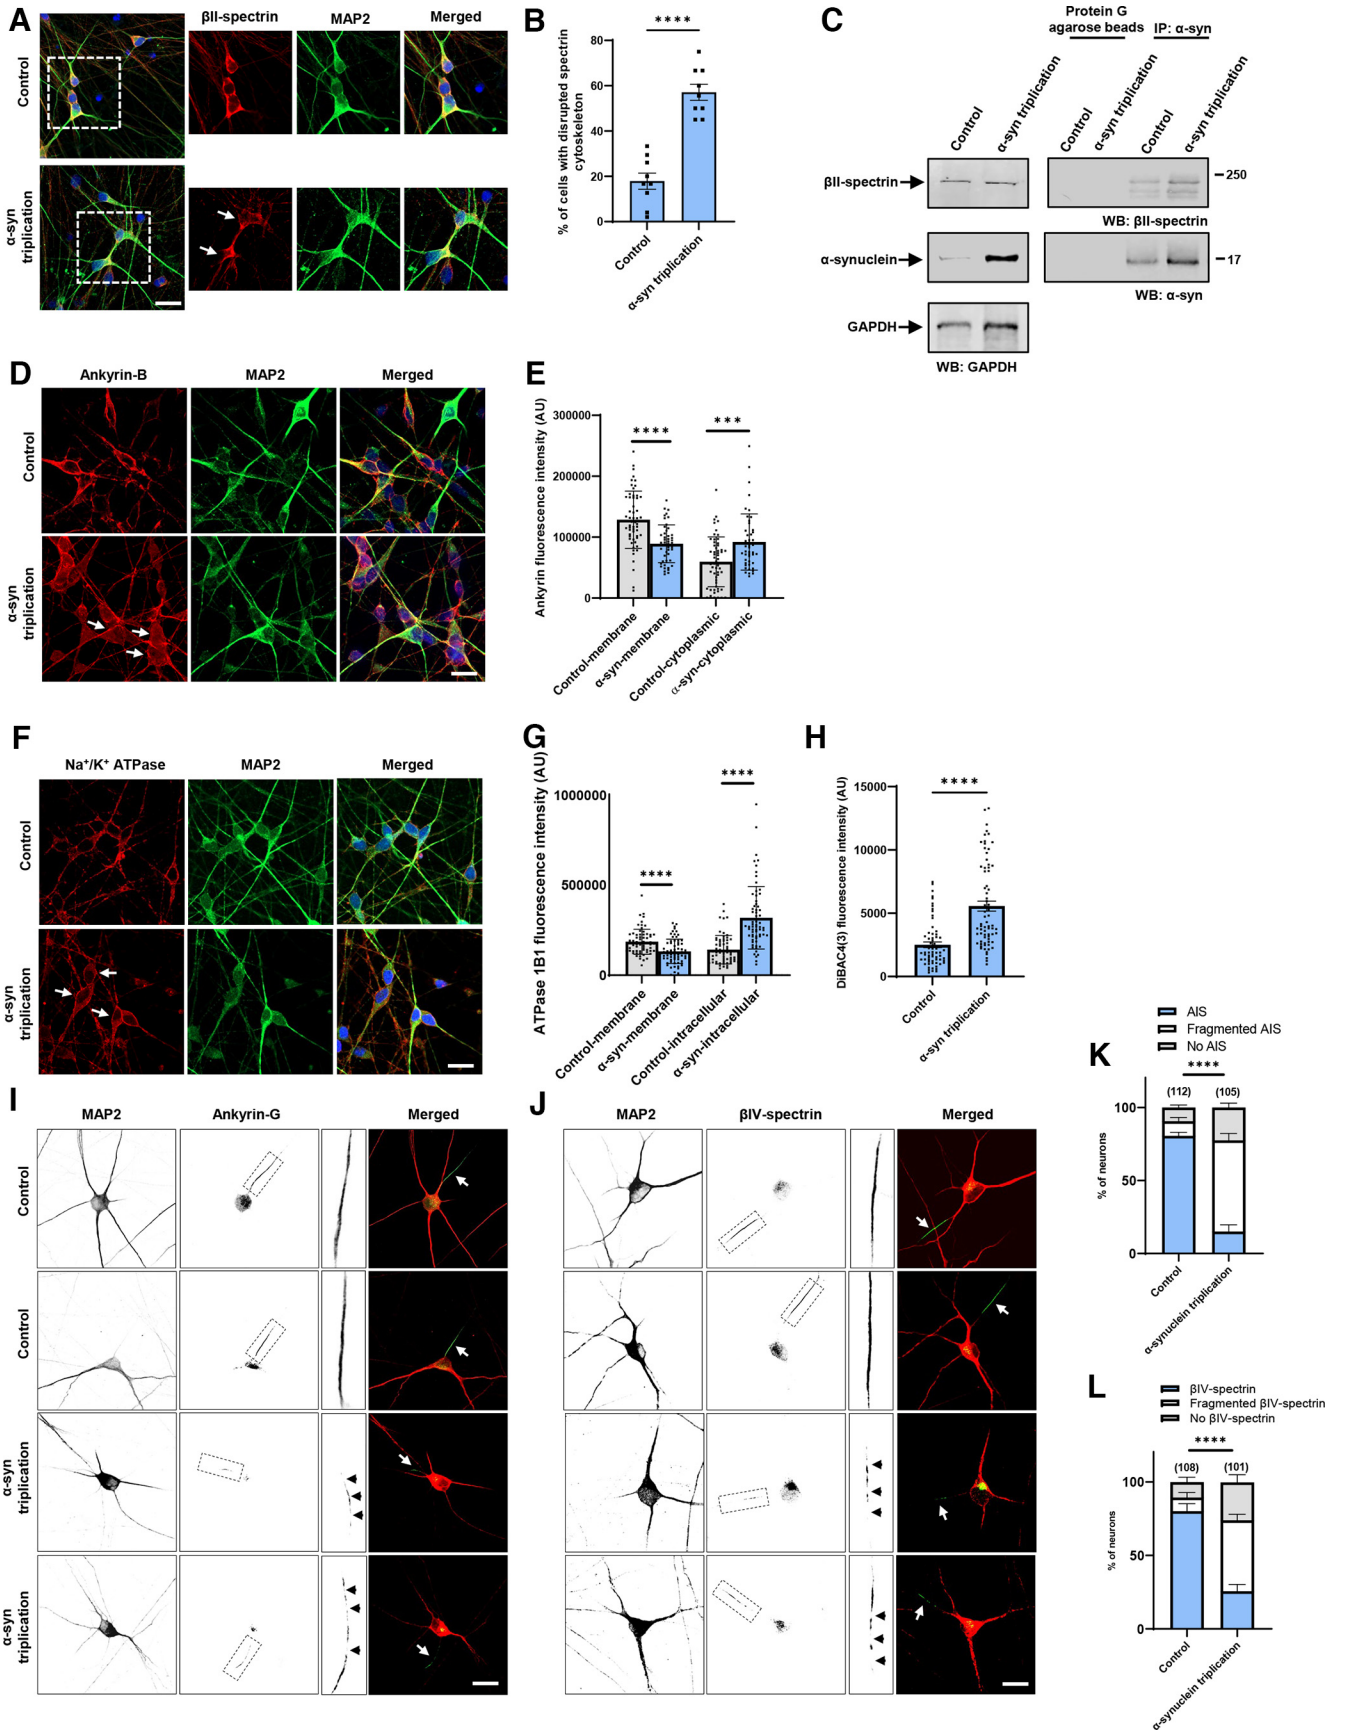 A
βII-spectrin
MAP2
Merged
Control
α-syn
triplication
B
****
% of cells with disrupted spectrin
cytoskeleton
80
60
40
20
0
Control
α-syn triplication
C
Protein G
agarose beads
IP: α-syn
Control
α-syn triplication
Control
α-syn triplication
Control
α-syn triplication
βII-spectrin
250
WB: βII-spectrin
α-synuclein
17
WB: α-syn
GAPDH
WB: GAPDH
D
Ankyrin-B
MAP2
Merged
Control
α-syn
triplication
E
Ankyrin fluorescence intensity (AU)
300000
200000
100000
0
****
***
Control-membrane
α-syn-membrane
Control-cytoplasmic
α-syn-cytoplasmic
F
Na+/K+ ATPase
MAP2
Merged
Control
α-syn
triplication
G
ATPase 1B1 fluorescence intensity (AU)
1000000
500000
0
****
****
Control-membrane
α-syn-membrane
Control-intracellular
α-syn-intracellular
H
DiBAC4(3) fluorescence intensity (AU)
15000
10000
5000
0
****
Control
α-syn triplication
I
MAP2
Ankyrin-G
Merged
Control
Control
α-syn
triplication
α-syn
triplication
J
MAP2
βIV-spectrin
Merged
K
AIS
Fragmented AIS
No AIS
****
(112)
(105)
% of neurons
100
50
0
Control
α-synuclein triplication
L
βIV-spectrin
Fragmented βIV-spectrin
No βIV-spectrin
****
(108)
(101)
% of neurons
100
50
0
Control
α-synuclein triplication